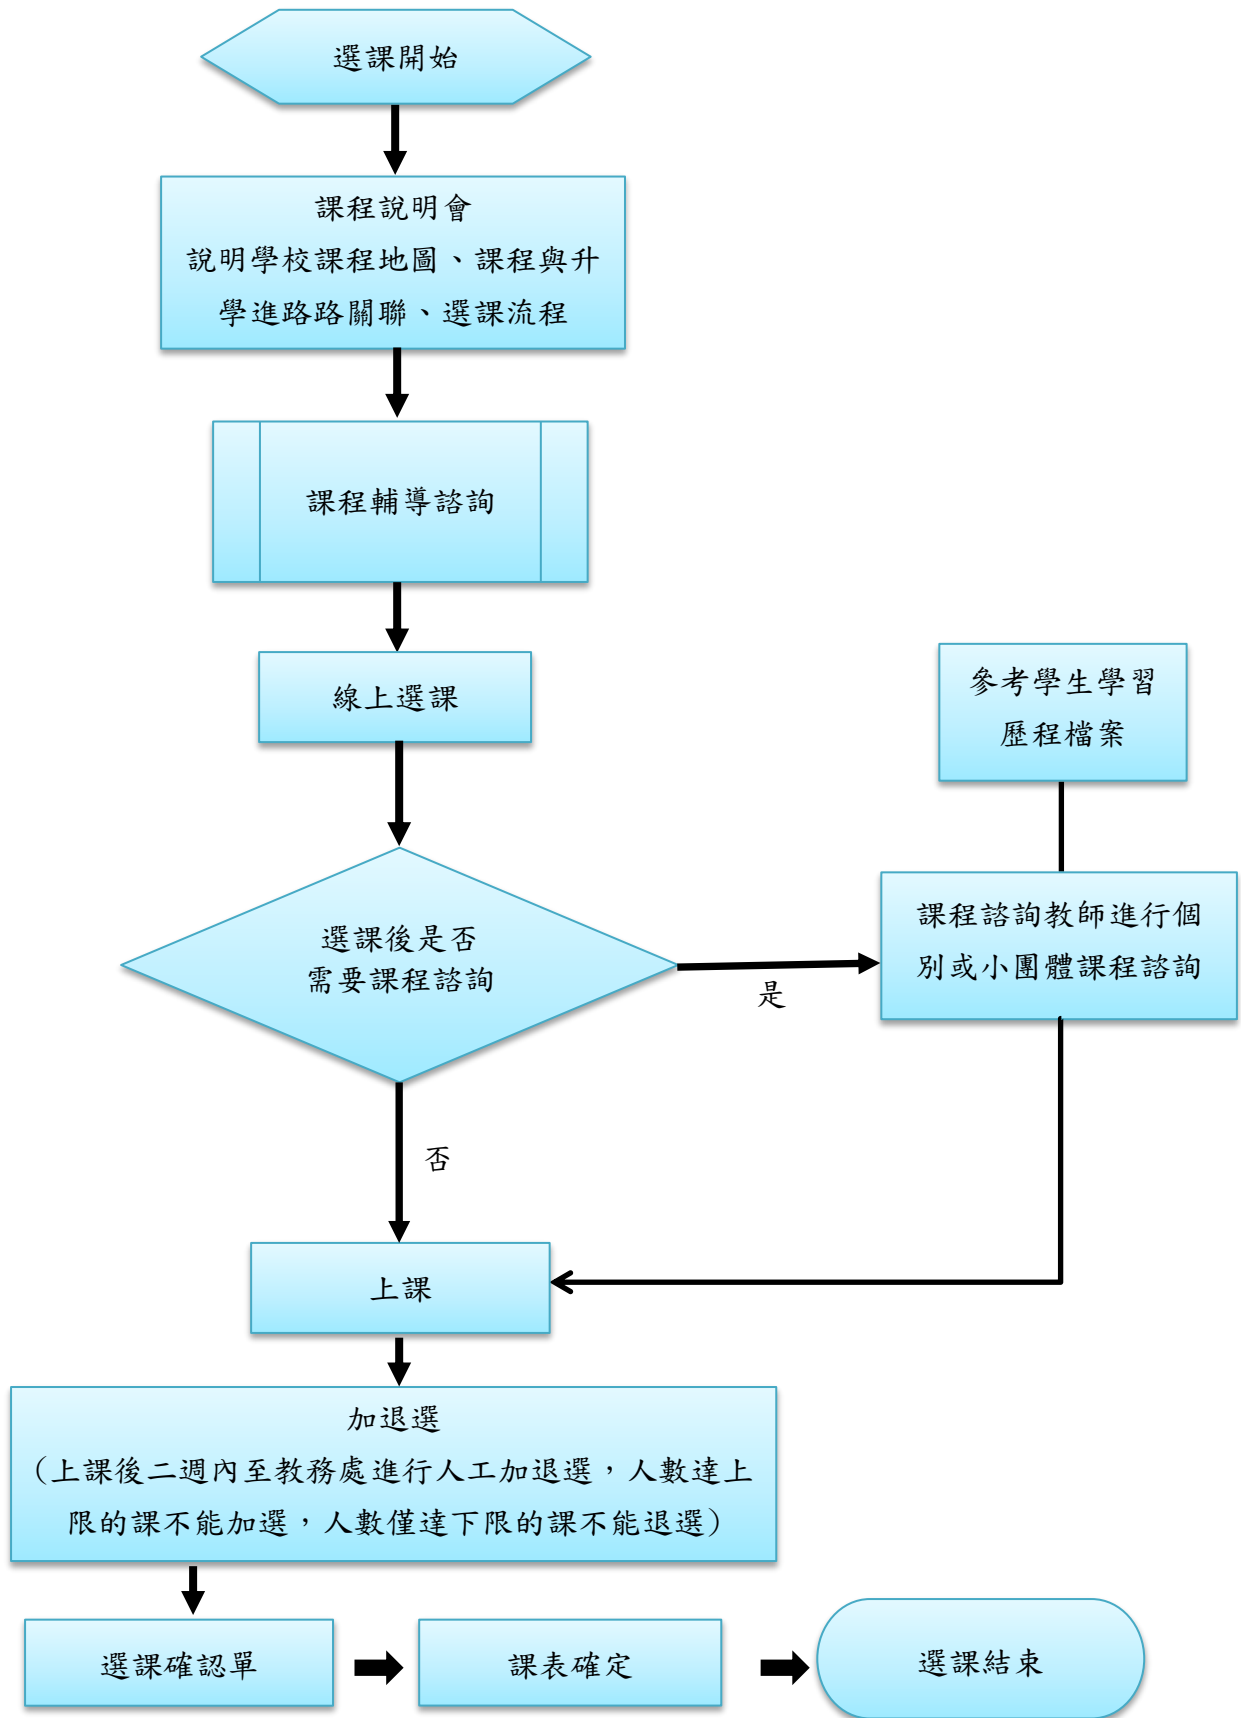 選課開始
課程說明會
說明學校課程地圖、課程與升
學進路路關聯、選課流程
課程輔導諮詢
線上選課
參考學生學習
歷程檔案
選課後是否
需要課程諮詢
課程諮詢教師進行個
別或小團體課程諮詢
是
否
上課
加退選
（上課後二週內至教務處進行人工加退選，人數達上
限的課不能加選，人數僅達下限的課不能退選）
選課確認單
課表確定
選課結束